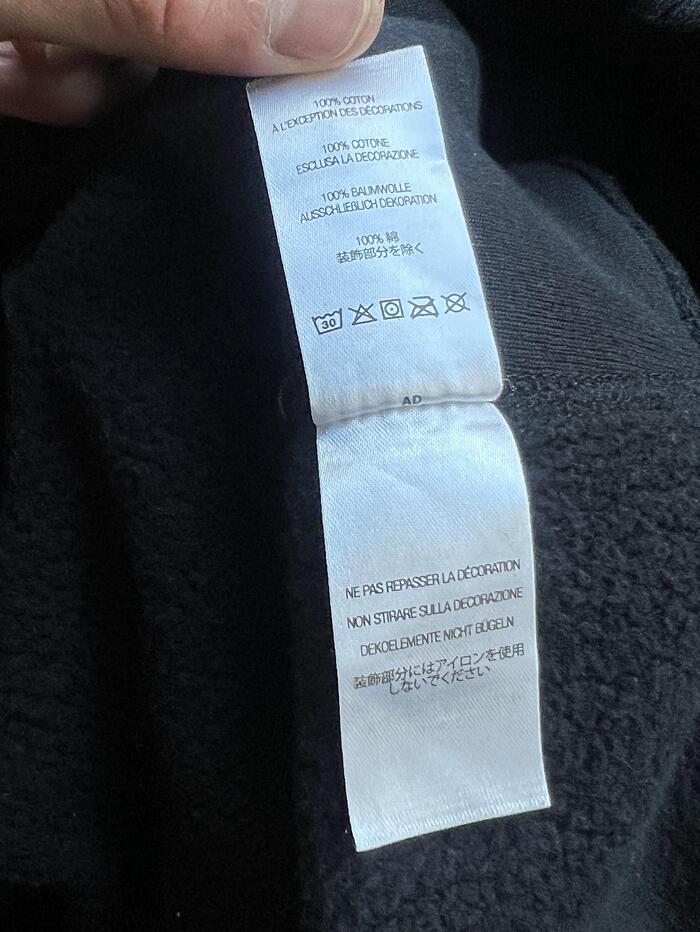 100% COTON
A L'EXCEPTION DES DÉCORATIONS
100% COTONE
ESCLUSA LA DECORAZIONE
100% BAUMWOLLE
AUSSCHLIEßLICH DEKORATION
100% 綿
装飾部分を除く
30
AD
NE PAS REPASSER LA DÉCORATION
NON STIRARE SULLA DECORAZIONE
DEKOELEMENTE NICHT BÜGELN
装飾部分にはアイロンを使用
しないでください